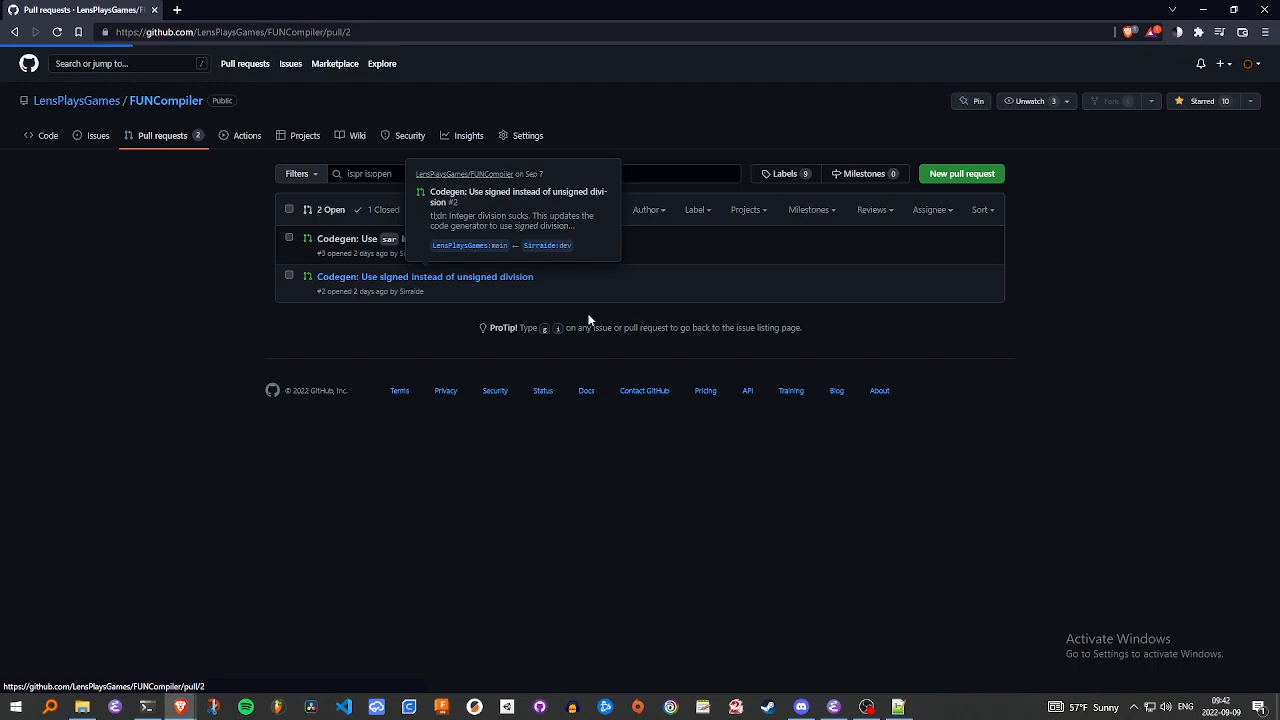 Pull requests - LensPlaysGames/F
https://github.com/LensPlaysGames/FUNCompiler/pull/2
Search or jump to...
/
Pull requests
Issues
Marketplace
Explore
LensPlaysGames / FUNCompiler
Public
Pin
Unwatch 3
Fork
Starred 10
Code
Issues
Pull requests 2
Actions
Projects
Wiki
Security
Insights
Settings
Filters
is:pr is:open
Labels 9
Milestones 0
New pull request
LensPlaysGames/FUNCompiler on Sep 7
Codegen: Use signed instead of unsigned divi-
sion #2
tl;dr: Integer division sucks. This updates the
code generator to use signed division...
LensPlaysGames:main ← Sirraide:dev
2 Open
1 Closed
Author
Label
Projects
Milestones
Reviews
Assignee
Sort
Codegen: Use sar
#3 opened 2 days ago by
Codegen: Use signed instead of unsigned division
#2 opened 2 days ago by Sirraide
ProTip! Type g i on any issue or pull request to go back to the issue listing page.
© 2022 GitHub, Inc.
Terms
Privacy
Security
Status
Docs
Contact GitHub
Pricing
API
Training
Blog
About
Activate Windows
Go to Settings to activate Windows.
https://github.com/LensPlaysGames/FUNCompiler/pull/2
57°F Sunny
ENG
09:42
2022-09-09